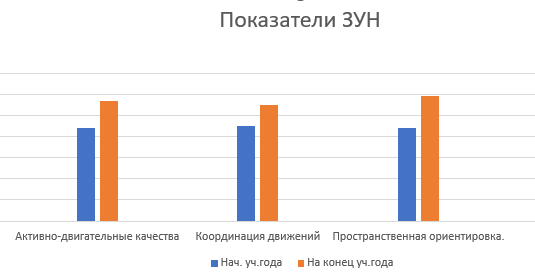 Показатели ЗУН
Активно-двигательные качества Координация движений Пространственная ориентировка.
Нач. уч.года На конец уч.года